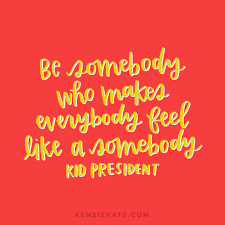 Be somebody
who makes
everybody feel
like a somebody
KID PRESIDENT
KENSIEKATE.COM